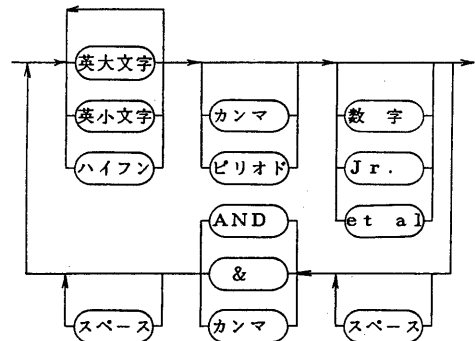 英大文字
英小文字 カンマ 数 字
ハイフン ピリオド Jr.
AND et al
&
スペース カンマ スペース